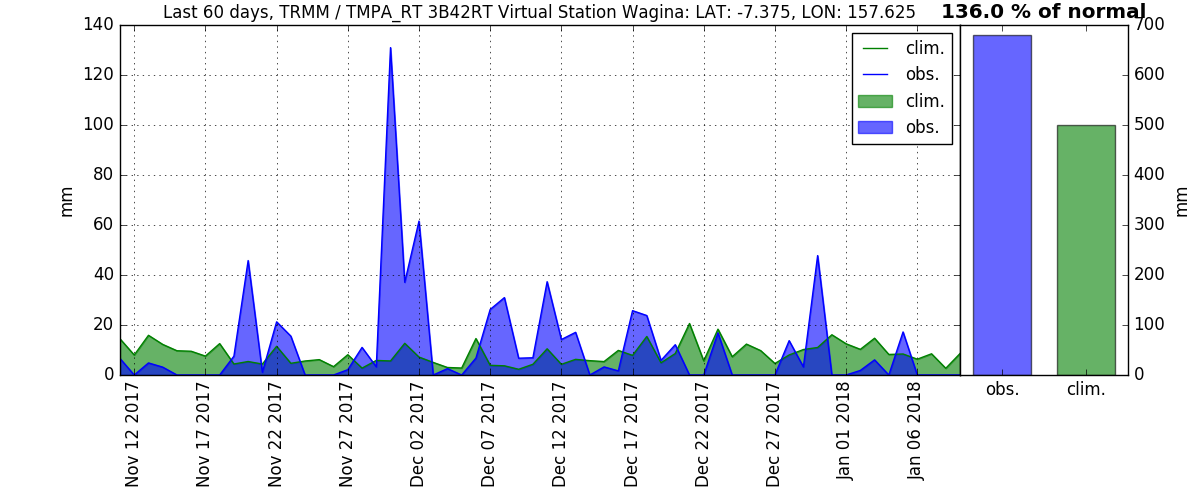 Last 60 days, TRMM / TMPA_RT 3B42RT Virtual Station Wagina: LAT: -7.375, LON: 157.625
136.0 % of normal
140
120
100
80
60
40
20
0
mm
clim.
obs.
clim.
obs.
Nov 12 2017
Nov 17 2017
Nov 22 2017
Nov 27 2017
Dec 02 2017
Dec 07 2017
Dec 12 2017
Dec 17 2017
Dec 22 2017
Dec 27 2017
Jan 01 2018
Jan 06 2018
700
600
500
400
300
200
100
0
mm
obs.
clim.